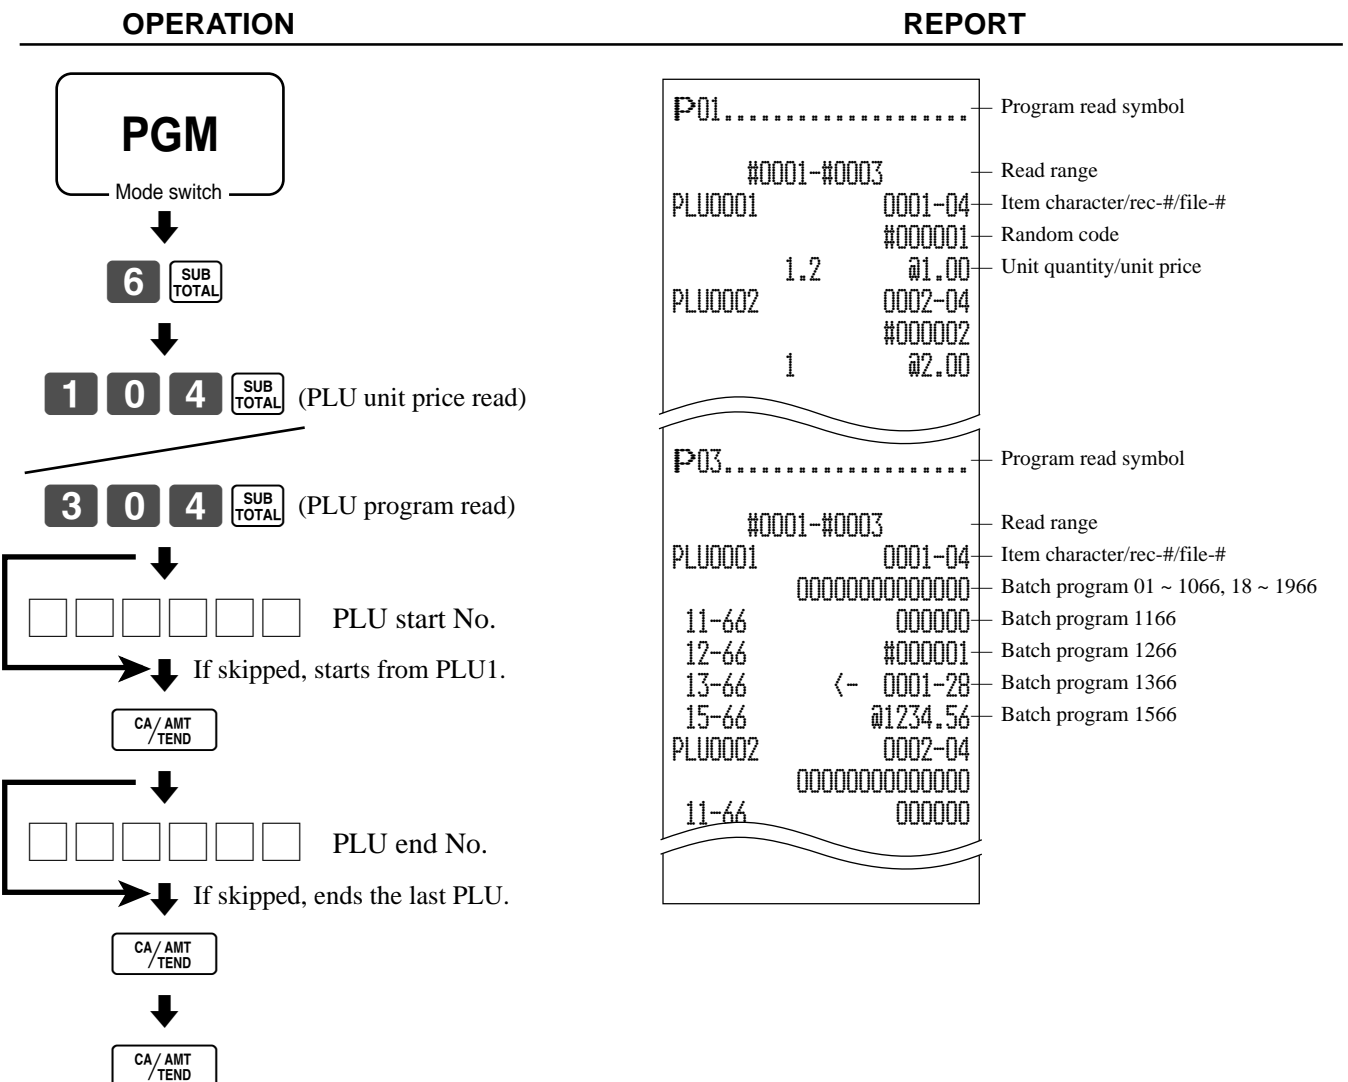 OPERATION
PGM
Mode switch
6 SUB TOTAL
1 0 4 SUB TOTAL (PLU unit price read)
3 0 4 SUB TOTAL (PLU program read)
PLU start No.
If skipped, starts from PLU1.
CA/AMT/TEND
PLU end No.
If skipped, ends the last PLU.
CA/AMT/TEND
CA/AMT/TEND
REPORT
P01.................... Program read symbol
#0001-#0003 Read range
PLU0001 0001-04 Item character/rec-#/file-#
#000001 Random code
1.2 @1.00 Unit quantity/unit price
PLU0002 0002-04
#000002
1 @2.00
P03.................... Program read symbol
#0001-#0003 Read range
PLU0001 0001-04 Item character/rec-#/file-#
00000000000000 Batch program 01 ~ 1066, 18 ~ 1966
11-66 000000 Batch program 1166
12-66 #000001 Batch program 1266
13-66 <- 0001-28 Batch program 1366
15-66 @1234.56 Batch program 1566
PLU0002 0002-04
00000000000000
11-66 000000